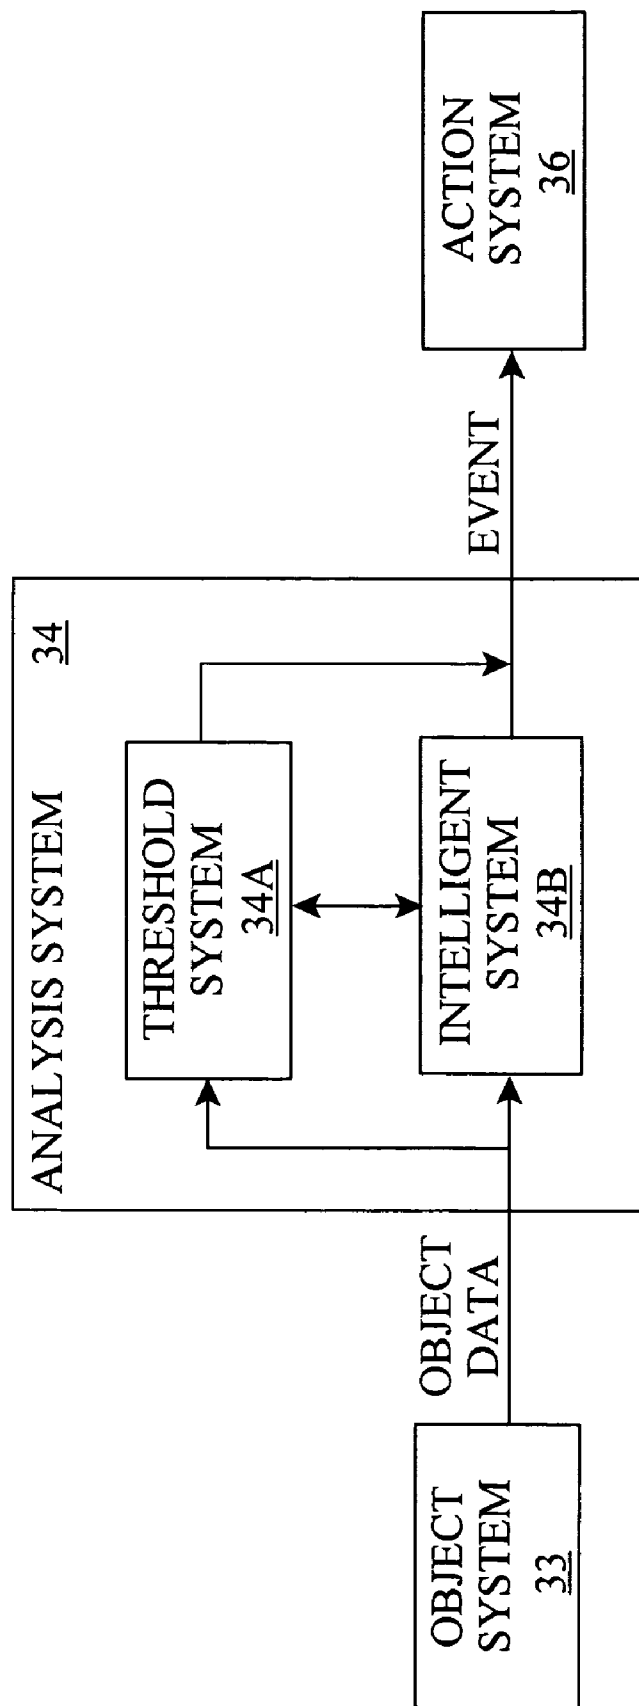 ANALYSIS SYSTEM
34
THRESHOLD
SYSTEM
34A
INTELLIGENT
SYSTEM
34B
OBJECT
SYSTEM
33
OBJECT
DATA
EVENT
ACTION
SYSTEM
36